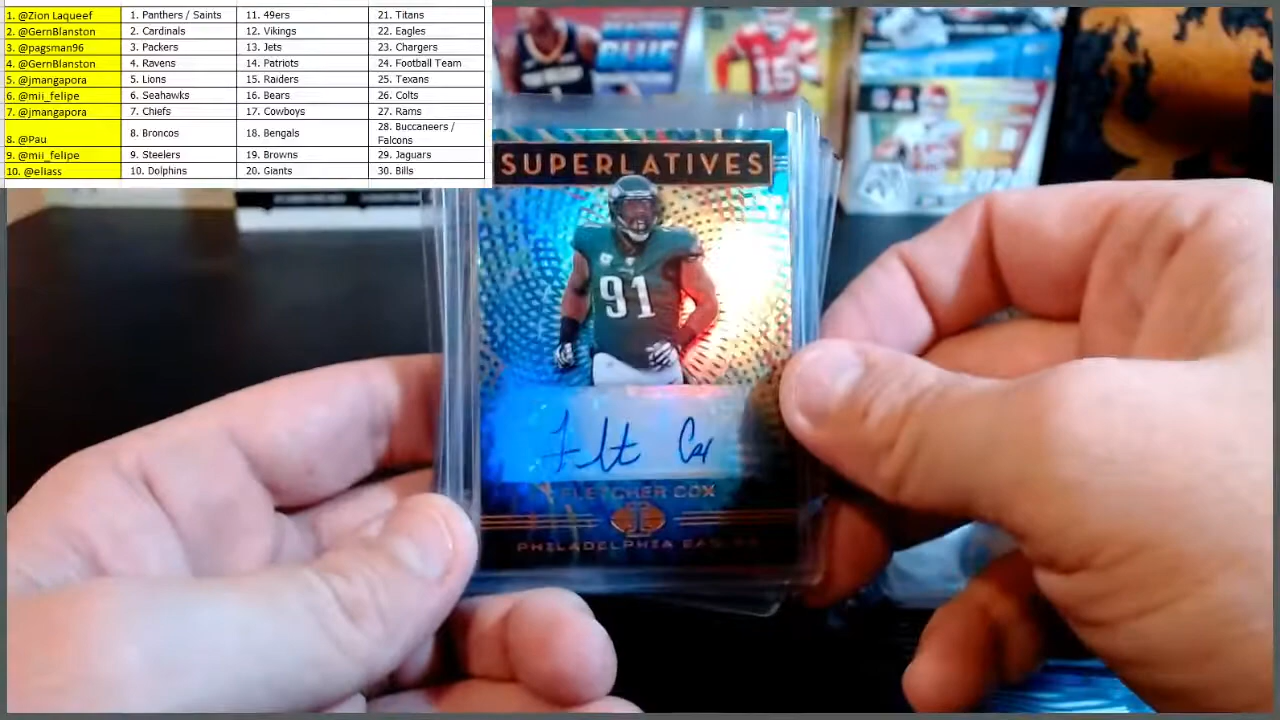 1. @Zion Laqueef 1. Panthers / Saints 11. 49ers 21. Titans
2. @GernBlanston 2. Cardinals 12. Vikings 22. Eagles
3. @pagsman96 3. Packers 13. Jets 23. Chargers
4. @GernBlanston 4. Ravens 14. Patriots 24. Football Team
5. @jmangapora 5. Lions 15. Raiders 25. Texans
6. @mii_felipe 6. Seahawks 16. Bears 26. Colts
7. @jmangapora 7. Chiefs 17. Cowboys 27. Rams
8. @Pau 8. Broncos 18. Bengals 28. Buccaneers / Falcons
9. @mii_felipe 9. Steelers 19. Browns 29. Jaguars
10. @eliass 10. Dolphins 20. Giants 30. Bills
BLUE
15
SUPERLATIVES
91
FLETCHER COX
PHILADELPHIA EAGLES